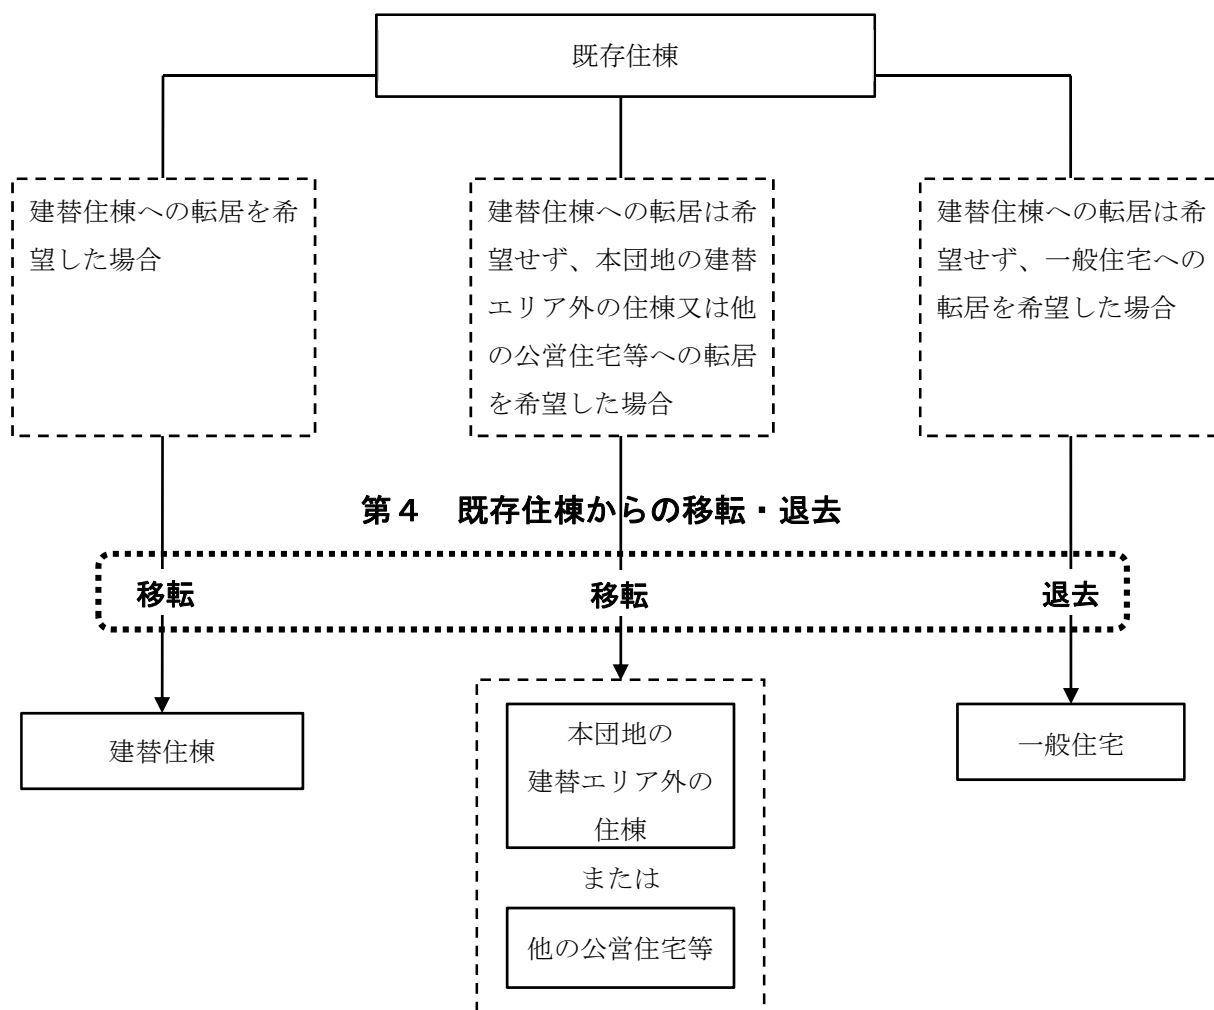 既存住棟
建替住棟への転居を希
望した場合
建替住棟への転居は希
望せず、本団地の建替
エリア外の住棟又は他
の公営住宅等への転居
を希望した場合
建替住棟への転居は希
望せず、一般住宅への
転居を希望した場合
第４　既存住棟からの移転・退去
移転
移転
退去
建替住棟
本団地の
建替エリア外の
住棟
または
他の公営住宅等
一般住宅